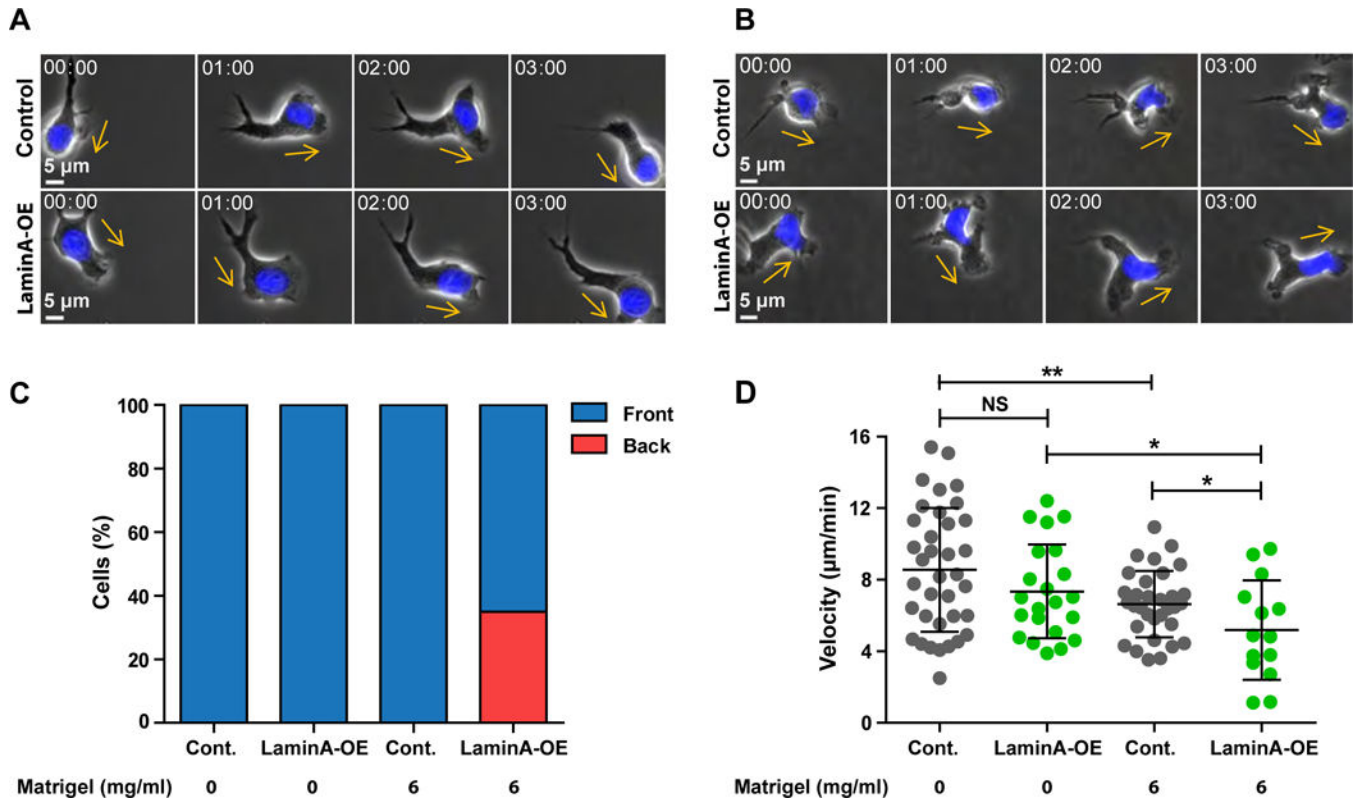 A
B
00:00 01:00 02:00 03:00
Control
5 µm
00:00 01:00 02:00 03:00
LaminA-OE
5 µm
00:00 01:00 02:00 03:00
Control
5 µm
00:00 01:00 02:00 03:00
LaminA-OE
5 µm
C
100
80
60
40
20
0
Cells (%)
Front
Back
Cont. LaminA-OE Cont. LaminA-OE
Matrigel (mg/ml) 0 0 6 6
D
**
NS
*
*
16
12
8
4
0
Velocity (µm/min)
Cont. LaminA-OE Cont. LaminA-OE
Matrigel (mg/ml) 0 0 6 6